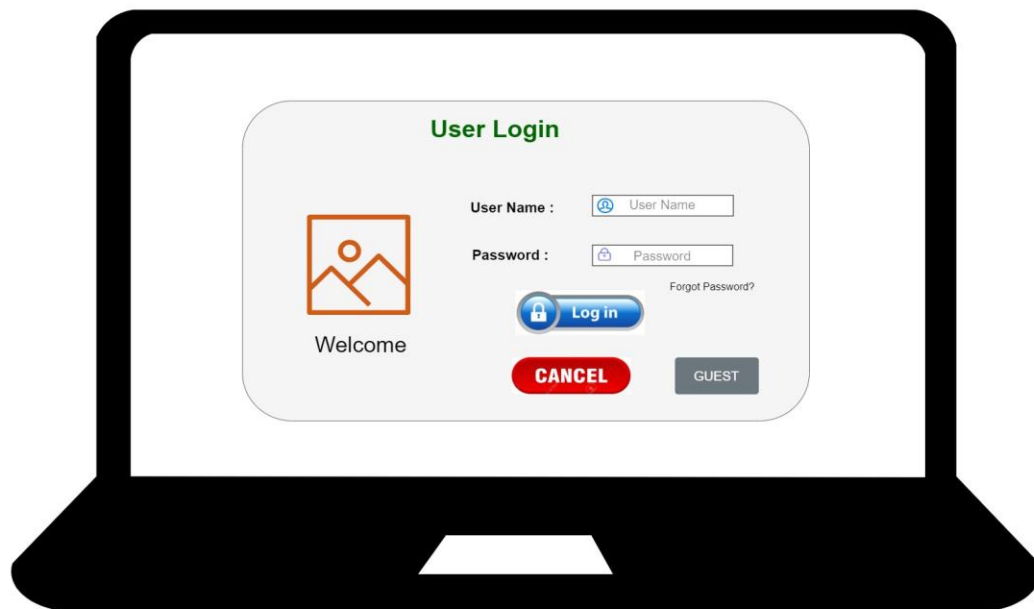 User Login
User Name :
User Name
Password :
Password
Forgot Password?
Log in
Welcome
CANCEL
GUEST